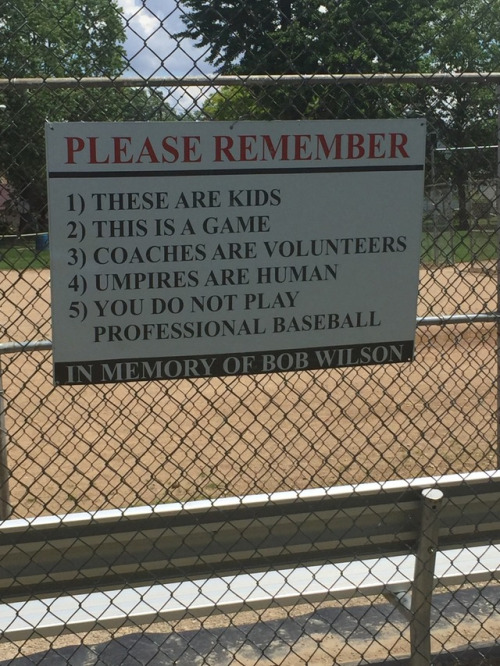 PLEASE REMEMBER
1) THESE ARE KIDS
2) THIS IS A GAME
3) COACHES ARE VOLUNTEERS
4) UMPIRES ARE HUMAN
5) YOU DO NOT PLAY
PROFESSIONAL BASEBALL
IN MEMORY OF BOB WILSON